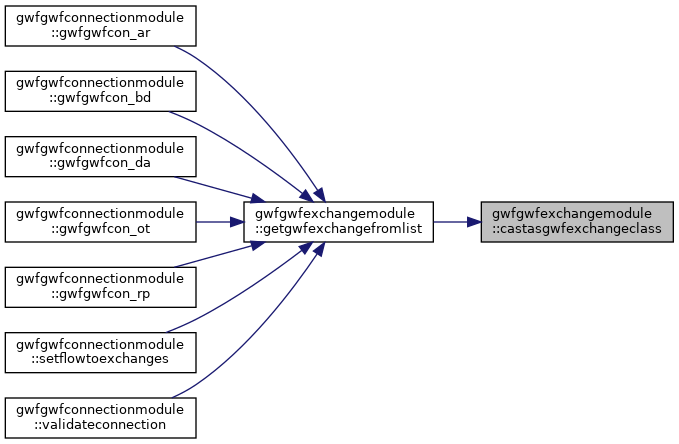 gwfgwfconnectionmodule
::gwfgwfcon_ar
gwfgwfconnectionmodule
::gwfgwfcon_bd
gwfgwfconnectionmodule
::gwfgwfcon_da
gwfgwfconnectionmodule
::gwfgwfcon_ot
gwfgwfexchangemodule
::getgwfexchangefromlist
gwfgwfexchangemodule
::castasgwfexchangeclass
gwfgwfconnectionmodule
::gwfgwfcon_rp
gwfgwfconnectionmodule
::setflowtoexchanges
gwfgwfconnectionmodule
::validateconnection